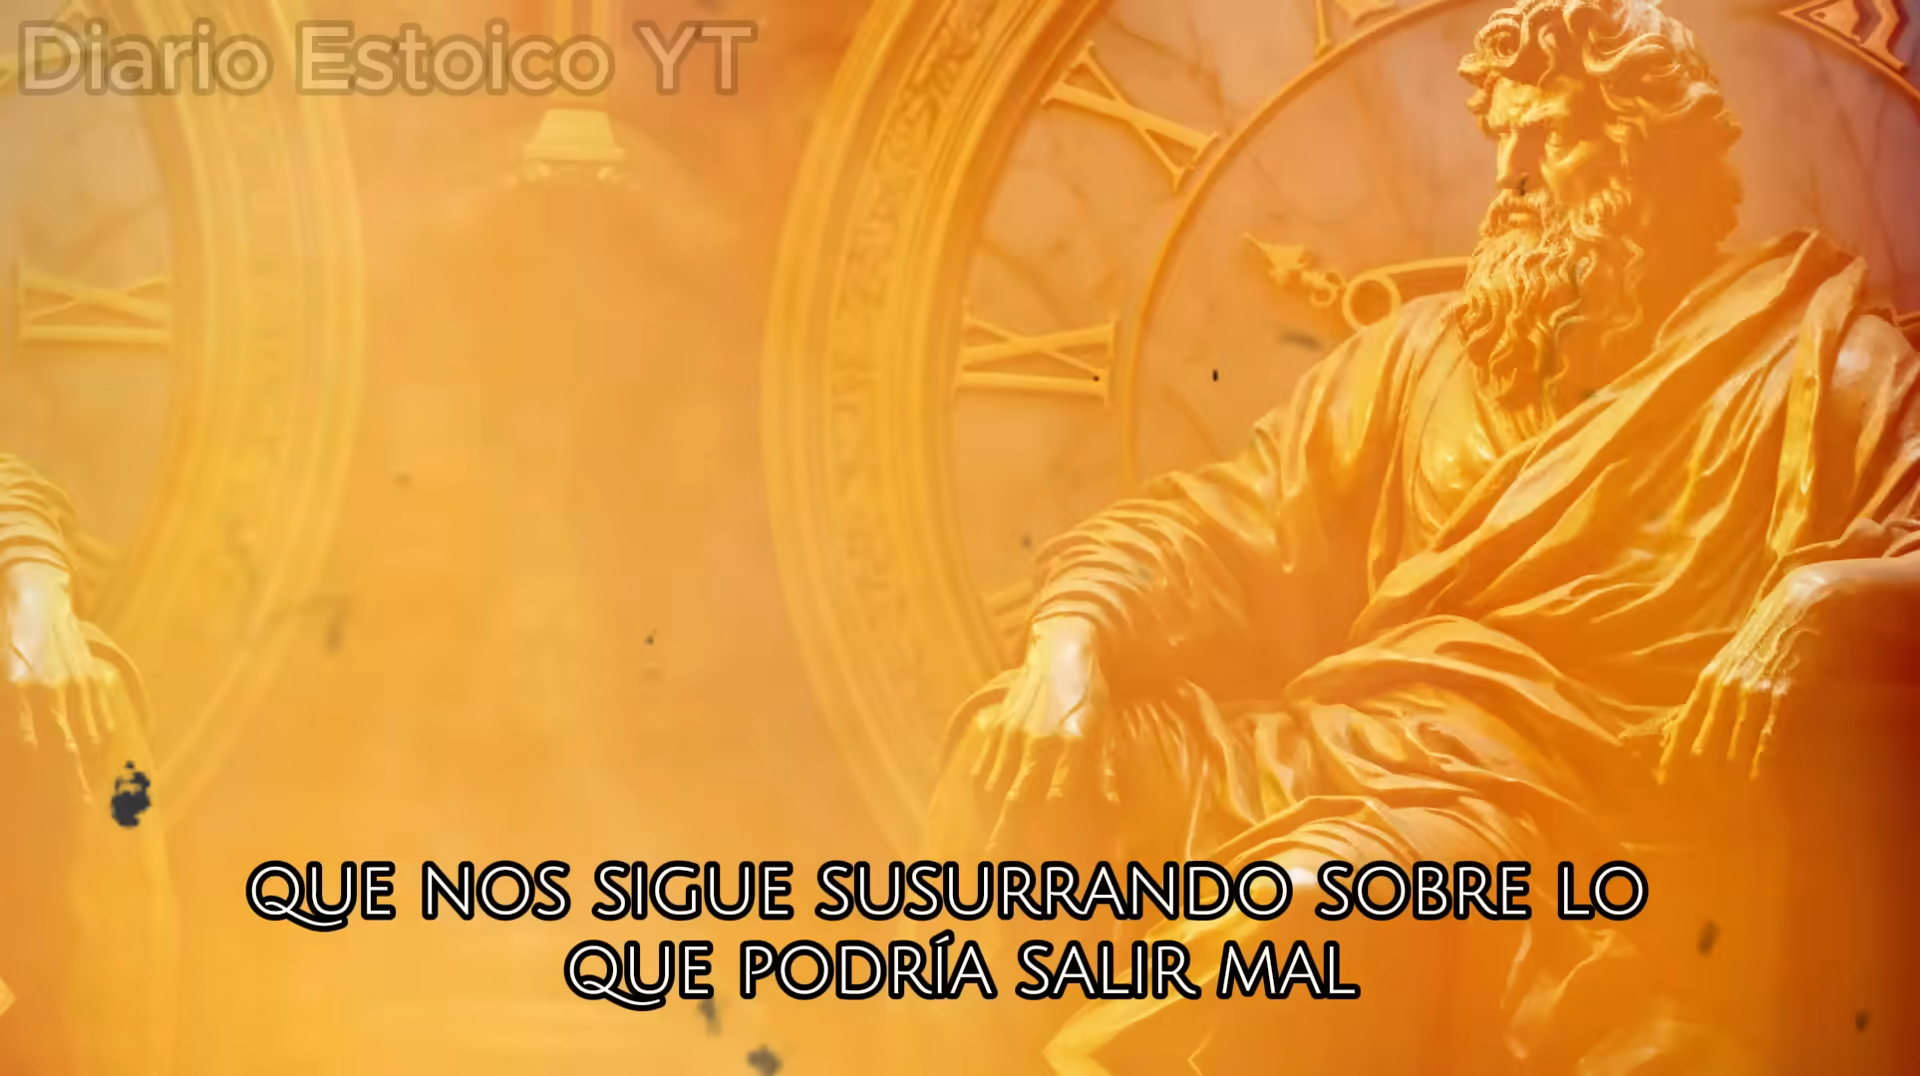 Diario Estoico YT
QUE NOS SIGUE SUSURRANDO SOBRE LO
QUE PODRÍA SALIR MAL